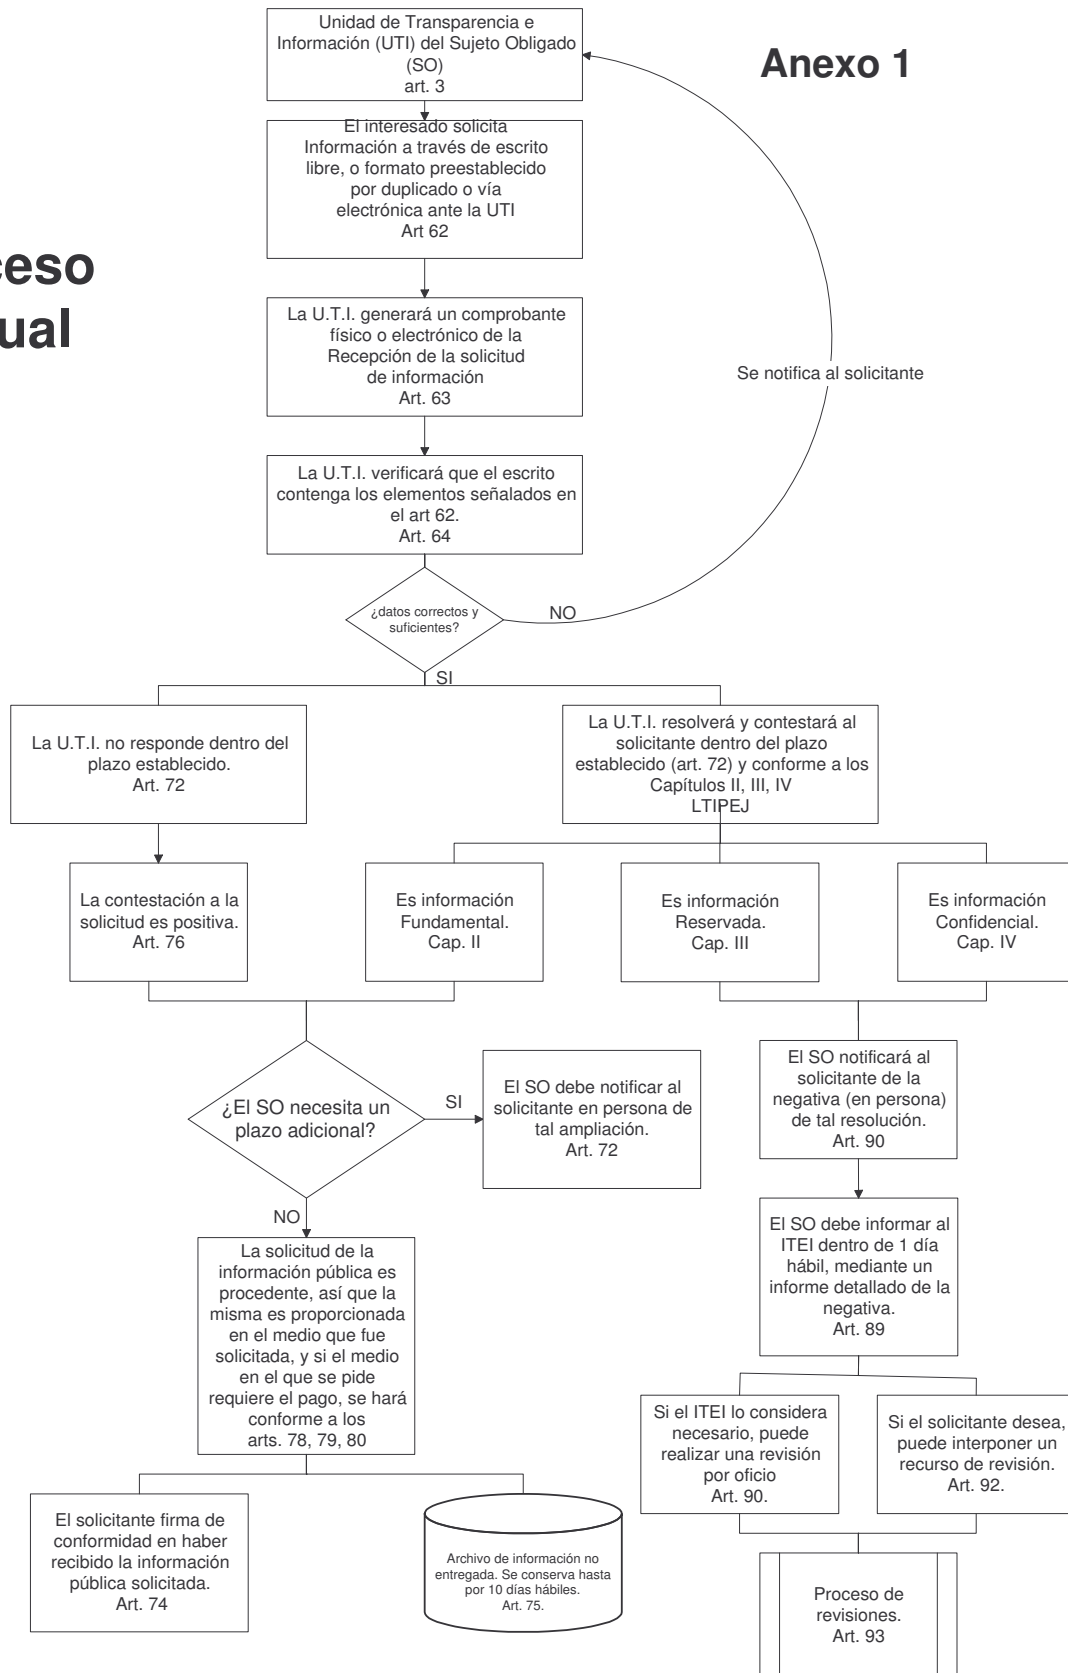 Unidad de Transparencia e
Información (UTI) del Sujeto Obligado
(SO)
art. 3
Anexo 1
El interesado solicita
Información a través de escrito
libre, o formato preestablecido
por duplicado o vía
electrónica ante la UTI
Art 62
eso
ual
La U.T.I. generará un comprobante
físico o electrónico de la
Recepción de la solicitud
de información
Art. 63
Se notifica al solicitante
La U.T.I. verificará que el escrito
contenga los elementos señalados en
el art 62.
Art. 64
¿datos correctos y
suficientes?
NO
SI
La U.T.I. no responde dentro del
plazo establecido.
Art. 72
La U.T.I. resolverá y contestará al
solicitante dentro del plazo
establecido (art. 72) y conforme a los
Capítulos II, III, IV
LTIPEJ
La contestación a la
solicitud es positiva.
Art. 76
Es información
Fundamental.
Cap. II
Es información
Reservada.
Cap. III
Es información
Confidencial.
Cap. IV
¿El SO necesita un
plazo adicional?
SI
El SO debe notificar al
solicitante en persona de
tal ampliación.
Art. 72
El SO notificará al
solicitante de la
negativa (en persona)
de tal resolución.
Art. 90
NO
La solicitud de la
información pública es
procedente, así que la
misma es proporcionada
en el medio que fue
solicitada, y si el medio
en el que se pide
requiere el pago, se hará
conforme a los
arts. 78, 79, 80
El SO debe informar al
ITEI dentro de 1 día
hábil, mediante un
informe detallado de la
negativa.
Art. 89
Si el ITEI lo considera
necesario, puede
realizar una revisión
por oficio
Art. 90.
Si el solicitante desea,
puede interponer un
recurso de revisión.
Art. 92.
El solicitante firma de
conformidad en haber
recibido la información
pública solicitada.
Art. 74
Archivo de información no
entregada. Se conserva hasta
por 10 días hábiles.
Art. 75.
Proceso de
revisiones.
Art. 93